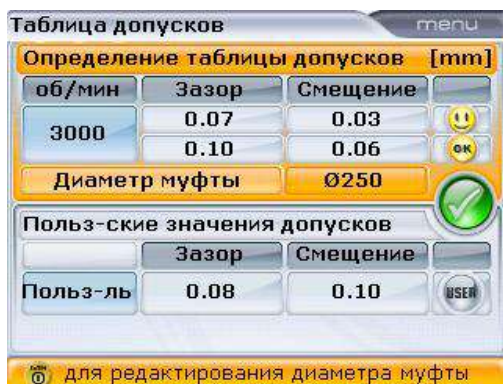 Таблица допусков menu
Определение таблицы допусков [mm]
об/мин Зазор Смещение
3000 0.07 0.03
0.10 0.06 OK
Диаметр муфты Ø250
Польз-ские значения допусков
Зазор Смещение
Польз-ль 0.08 0.10 USER
для редактирования диаметра муфты